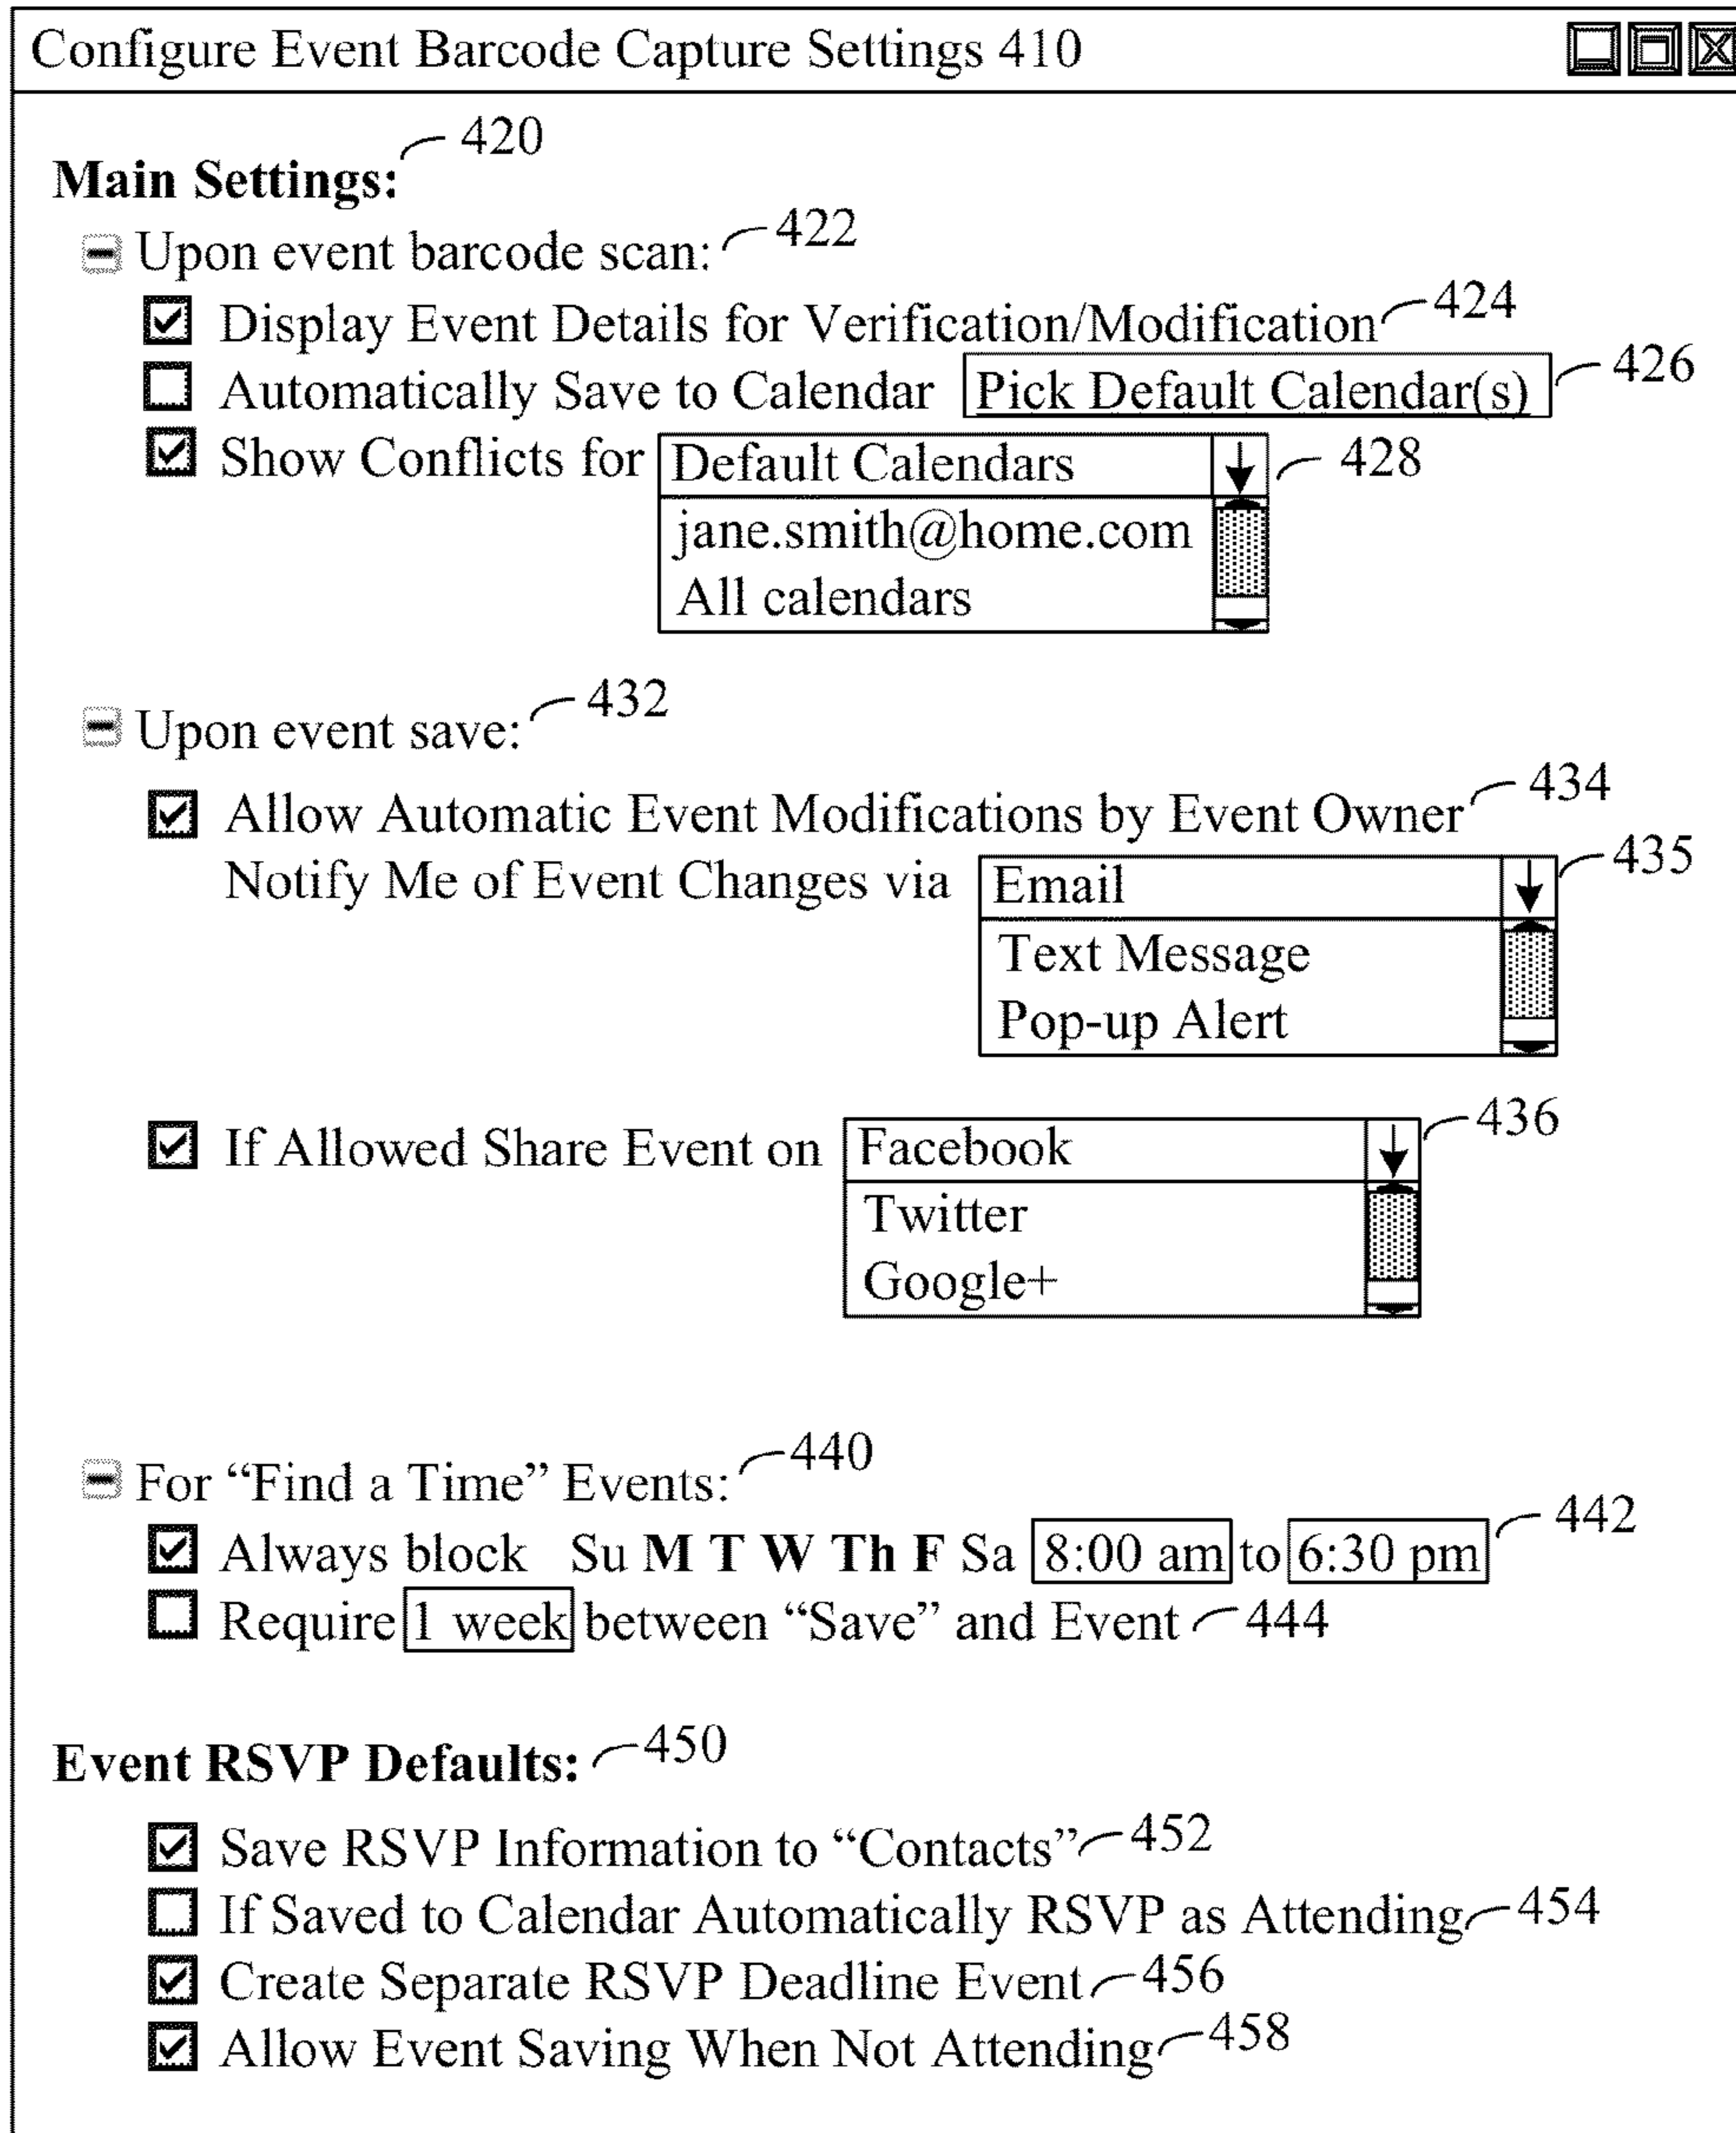 Configure Event Barcode Capture Settings 410
Main Settings: 420
Upon event barcode scan: 422
Display Event Details for Verification/Modification 424
Automatically Save to Calendar Pick Default Calendar(s) 426
Show Conflicts for Default Calendars 428
jane.smith@home.com
All calendars
Upon event save: 432
Allow Automatic Event Modifications by Event Owner 434
Notify Me of Event Changes via Email 435
Text Message
Pop-up Alert
If Allowed Share Event on Facebook 436
Twitter
Google+
For “Find a Time” Events: 440
Always block Su M T W Th F Sa 8:00 am to 6:30 pm 442
Require 1 week between “Save” and Event 444
Event RSVP Defaults: 450
Save RSVP Information to “Contacts” 452
If Saved to Calendar Automatically RSVP as Attending 454
Create Separate RSVP Deadline Event 456
Allow Event Saving When Not Attending 458